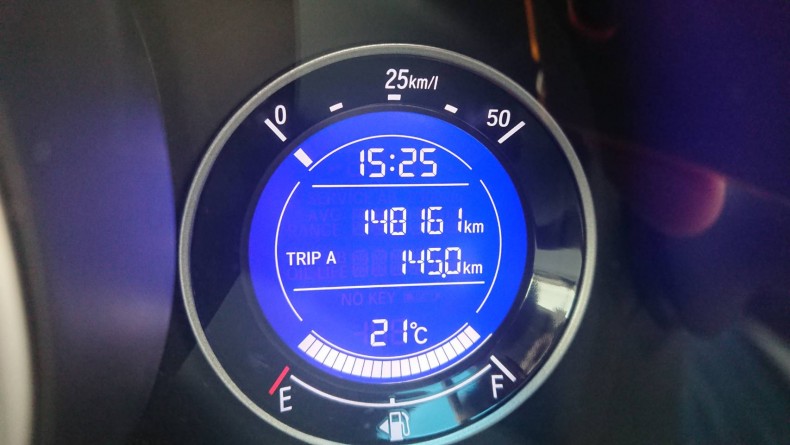 25km/l
0
50
15:25
148161km
TRIP A
145.0km
NO KEY
21°C
E
F